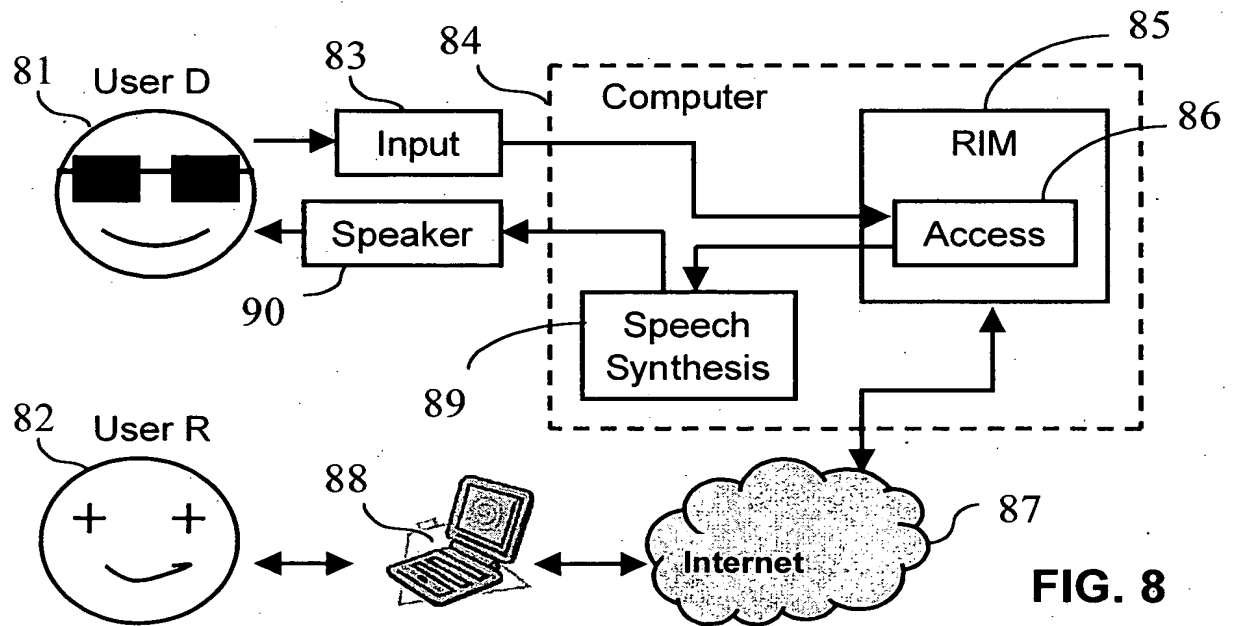 81
User D
83
Input
84
Computer
85
RIM
86
Access
Speaker
90
Speech
Synthesis
89
82
User R
88
Internet
87
FIG. 8